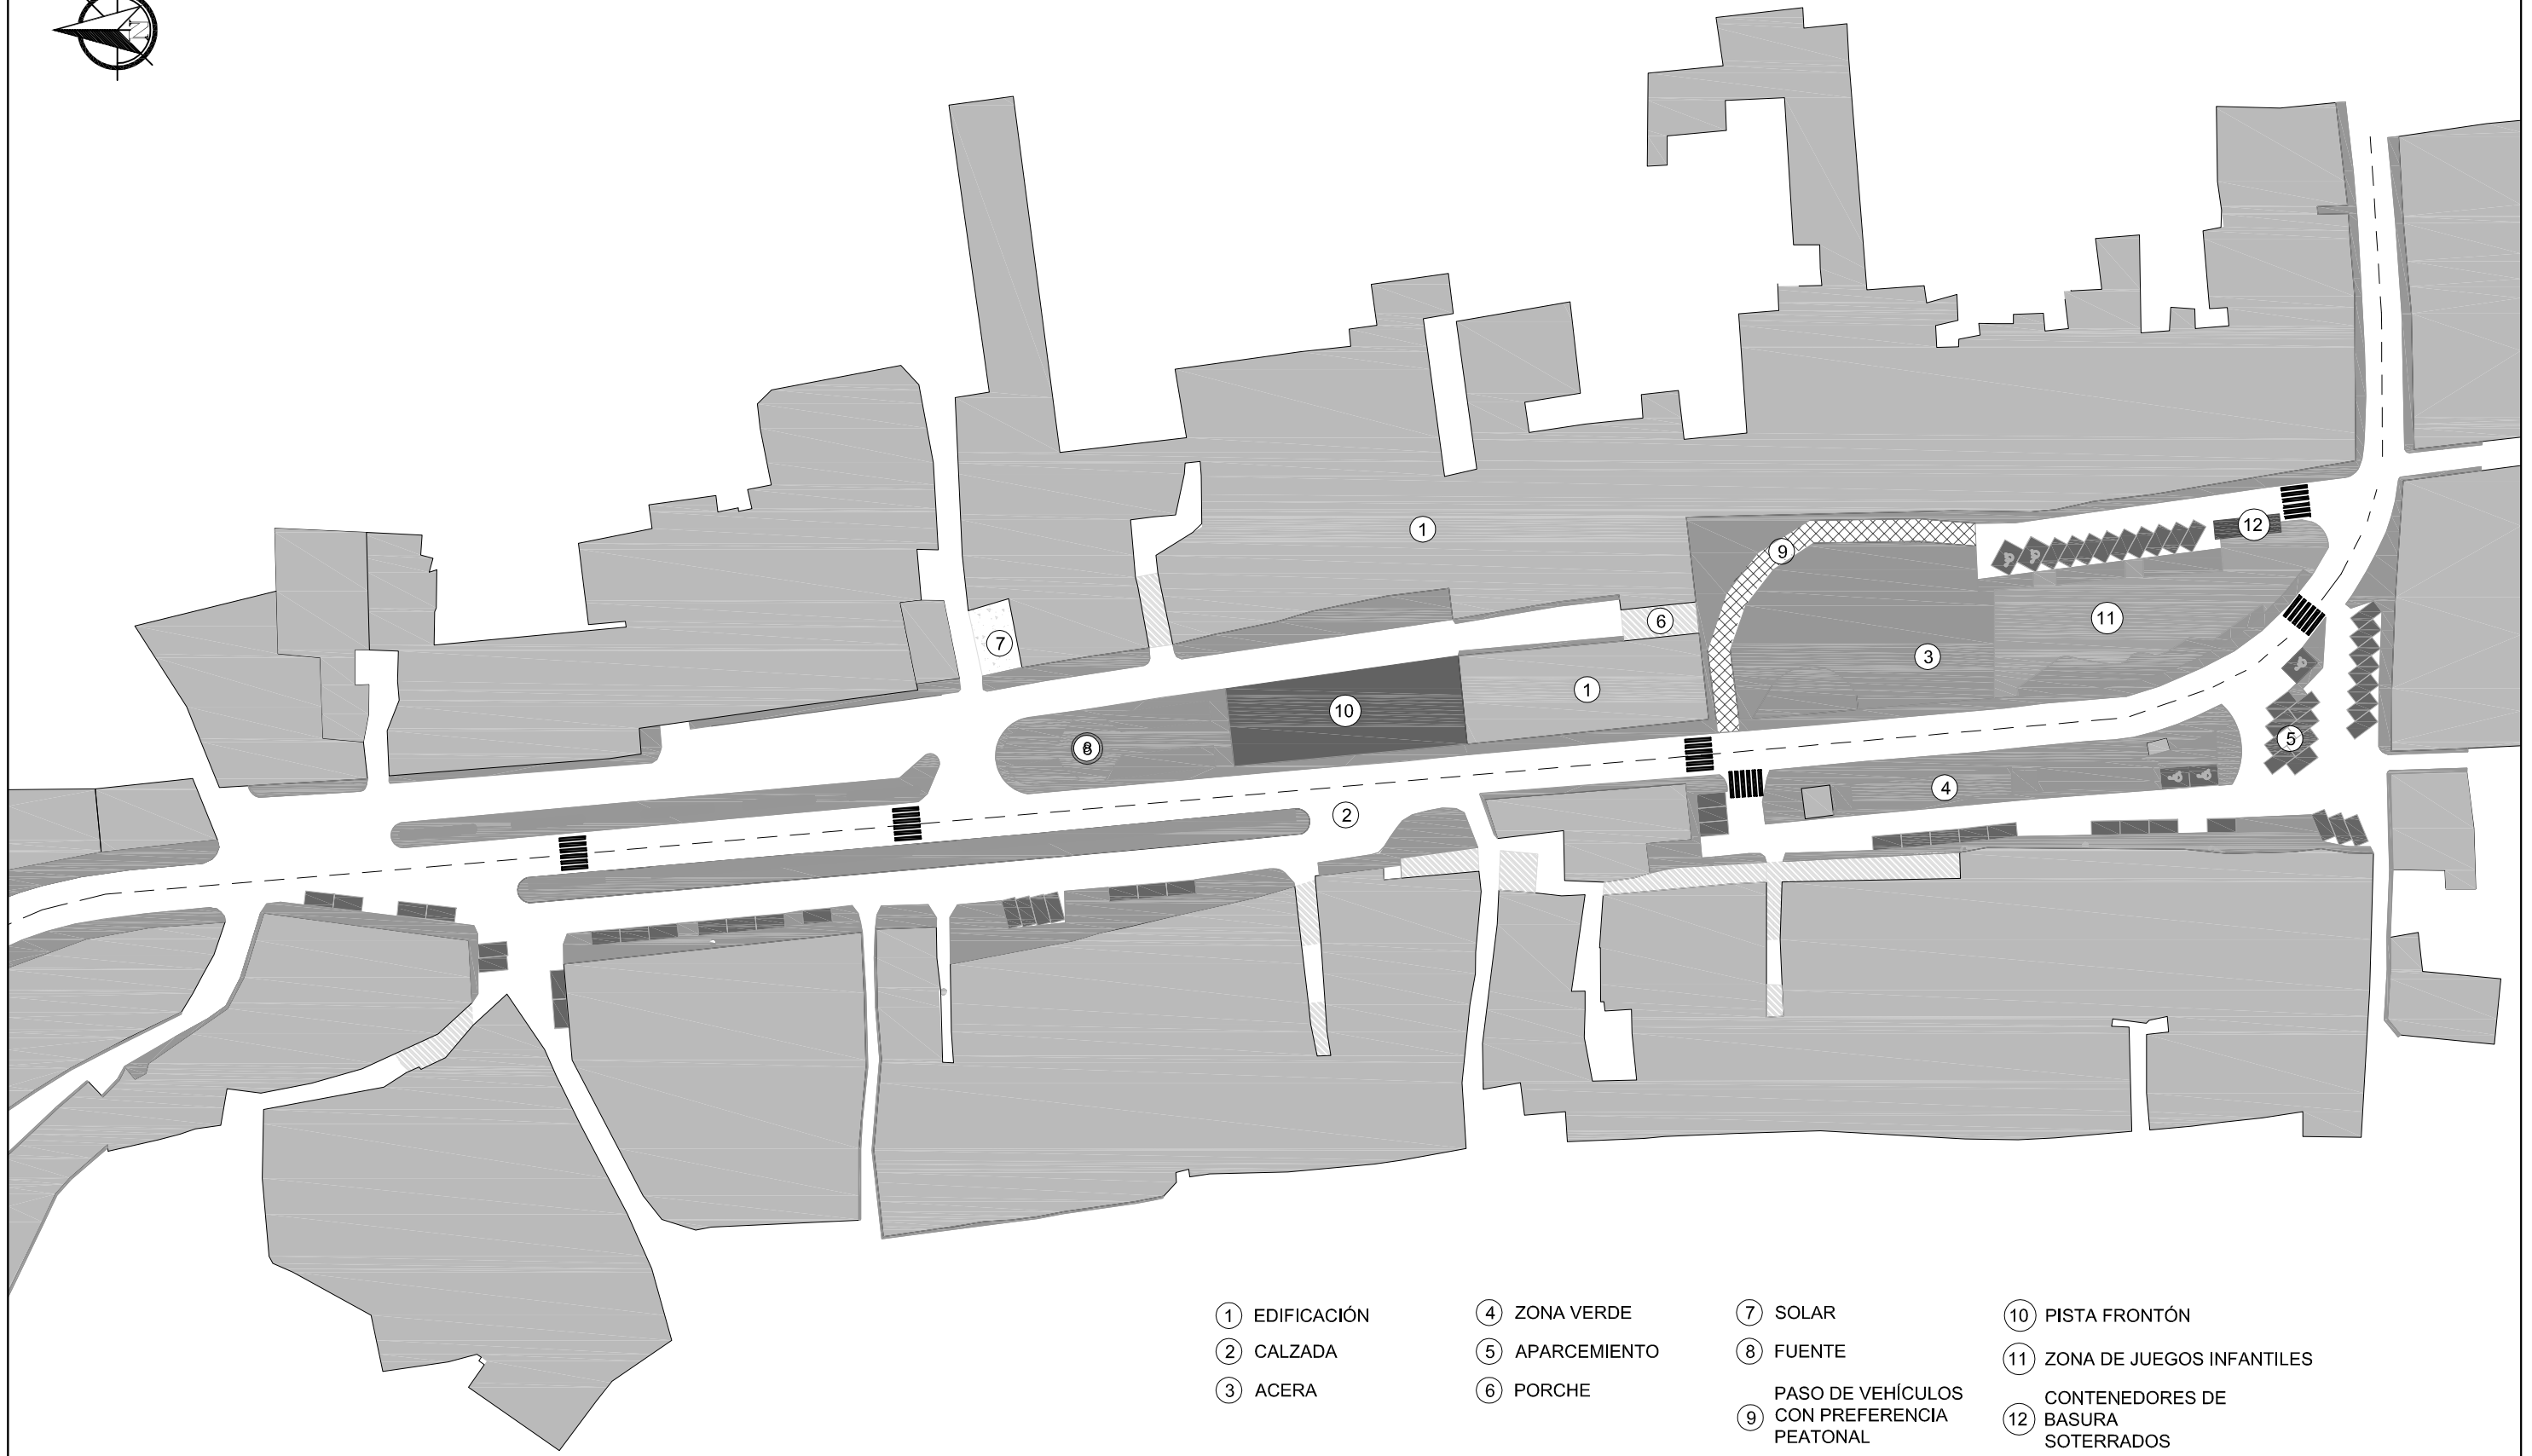 N
1
12
9
7
6
11
3
1
10
8
5
4
2
1 EDIFICACIÓN
2 CALZADA
3 ACERA
4 ZONA VERDE
5 APARCEMIENTO
6 PORCHE
7 SOLAR
8 FUENTE
9 PASO DE VEHÍCULOS
CON PREFERENCIA
PEATONAL
10 PISTA FRONTÓN
11 ZONA DE JUEGOS INFANTILES
12 CONTENEDORES DE
BASURA
SOTERRADOS